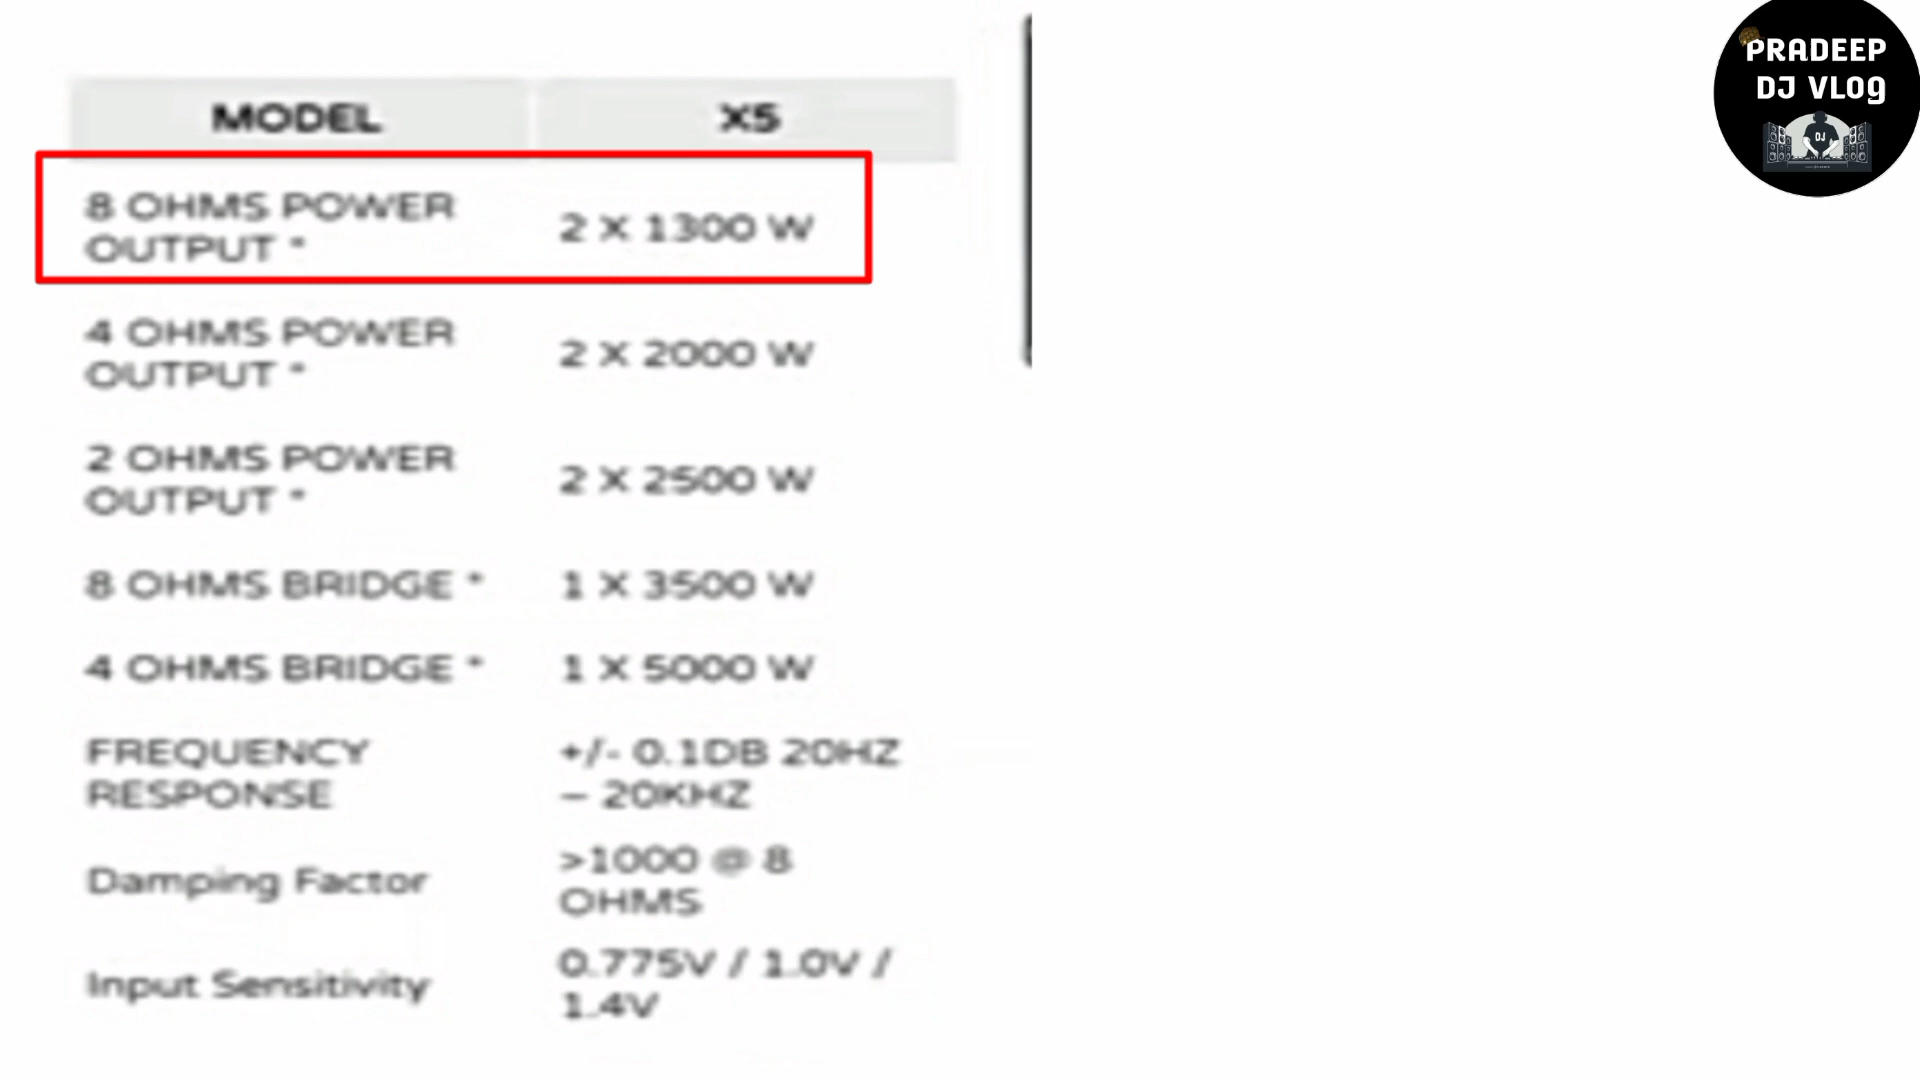 MODEL X5
8 OHMS POWER
OUTPUT * 2 X 1300 W
4 OHMS POWER
OUTPUT * 2 X 2000 W
2 OHMS POWER
OUTPUT * 2 X 2500 W
8 OHMS BRIDGE * 1 X 3500 W
4 OHMS BRIDGE * 1 X 5000 W
FREQUENCY
RESPONSE
+/- 0.1DB 20HZ
– 20KHZ
Damping Factor
>1000 @ 8
OHMS
Input Sensitivity
0.775V / 1.0V /
1.4V
PRADEEP
DJ VLOg
DJ